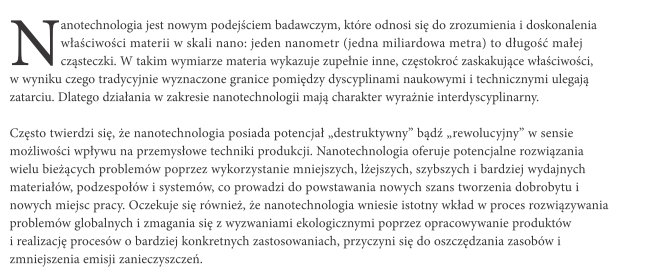 Nanotechnologia jest nowym podejściem badawczym, które odnosi się do zrozumienia i doskonalenia
właściwości materii w skali nano: jeden nanometr (jedna miliardowa metra) to długość małej
cząsteczki. W takim wymiarze materia wykazuje zupełnie inne, częstokroć zaskakujące właściwości,
w wyniku czego tradycyjnie wyznaczone granice pomiędzy dyscyplinami naukowymi i technicznymi ulegają
zatarciu. Dlatego działania w zakresie nanotechnologii mają charakter wyraźnie interdyscyplinarny.
Często twierdzi się, że nanotechnologia posiada potencjał „destruktywny” bądź „rewolucyjny” w sensie
możliwości wpływu na przemysłowe techniki produkcji. Nanotechnologia oferuje potencjalne rozwiązania
wielu bieżących problemów poprzez wykorzystanie mniejszych, lżejszych, szybszych i bardziej wydajnych
materiałów, podzespołów i systemów, co prowadzi do powstawania nowych szans tworzenia dobrobytu i
nowych miejsc pracy. Oczekuje się również, że nanotechnologia wniesie istotny wkład w proces rozwiązywania
problemów globalnych i zmagania się z wyzwaniami ekologicznymi poprzez opracowywanie produktów
i realizację procesów o bardziej konkretnych zastosowaniach, przyczyni się do oszczędzania zasobów i
zmniejszenia emisji zanieczyszczeń.